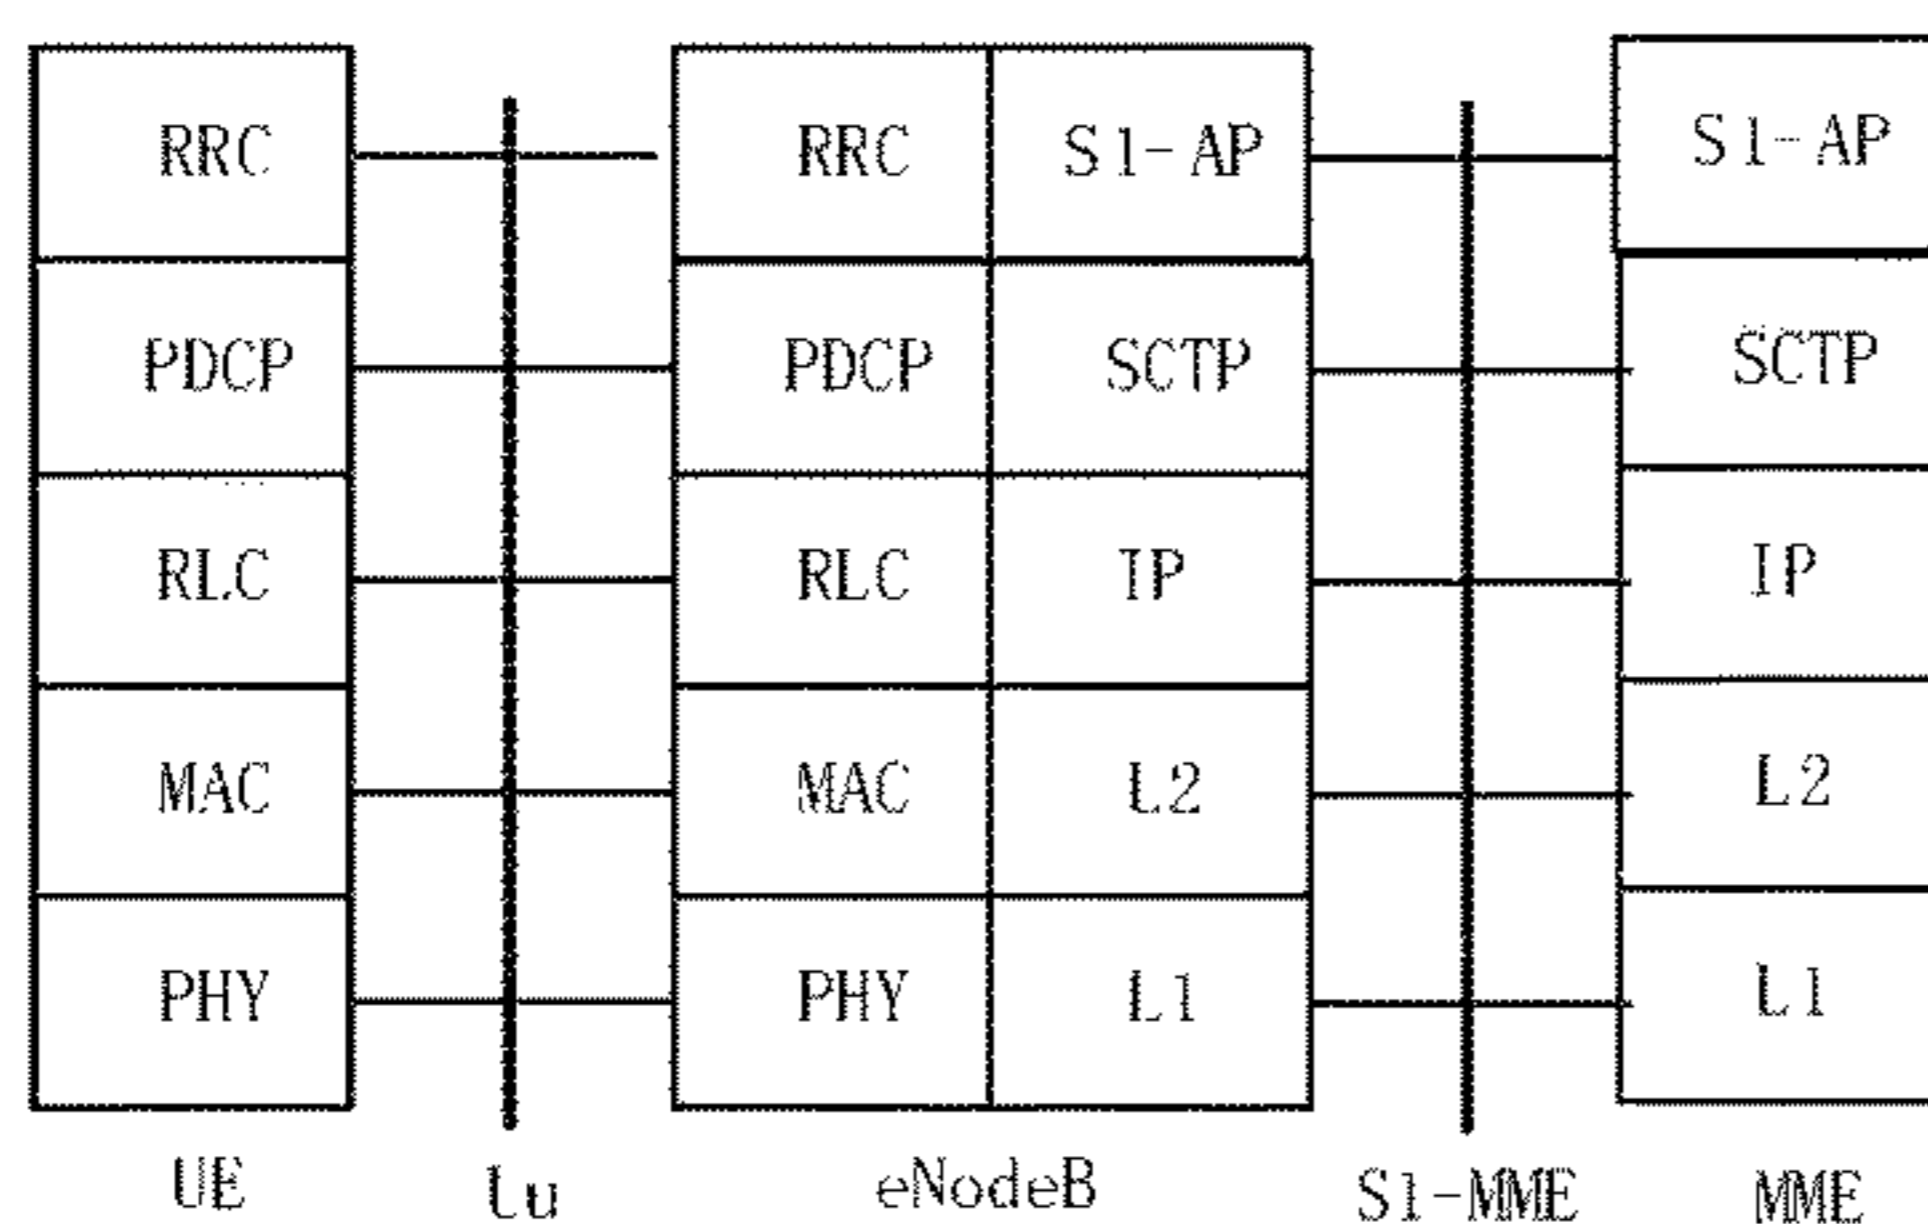 RRC RRC S1-AP S1-AP
PDCP PDCP SCTP SCTP
RLC RLC IP IP
MAC MAC L2 L2
PHY PHY L1 L1
UE Uu eNodeB S1-MME MME